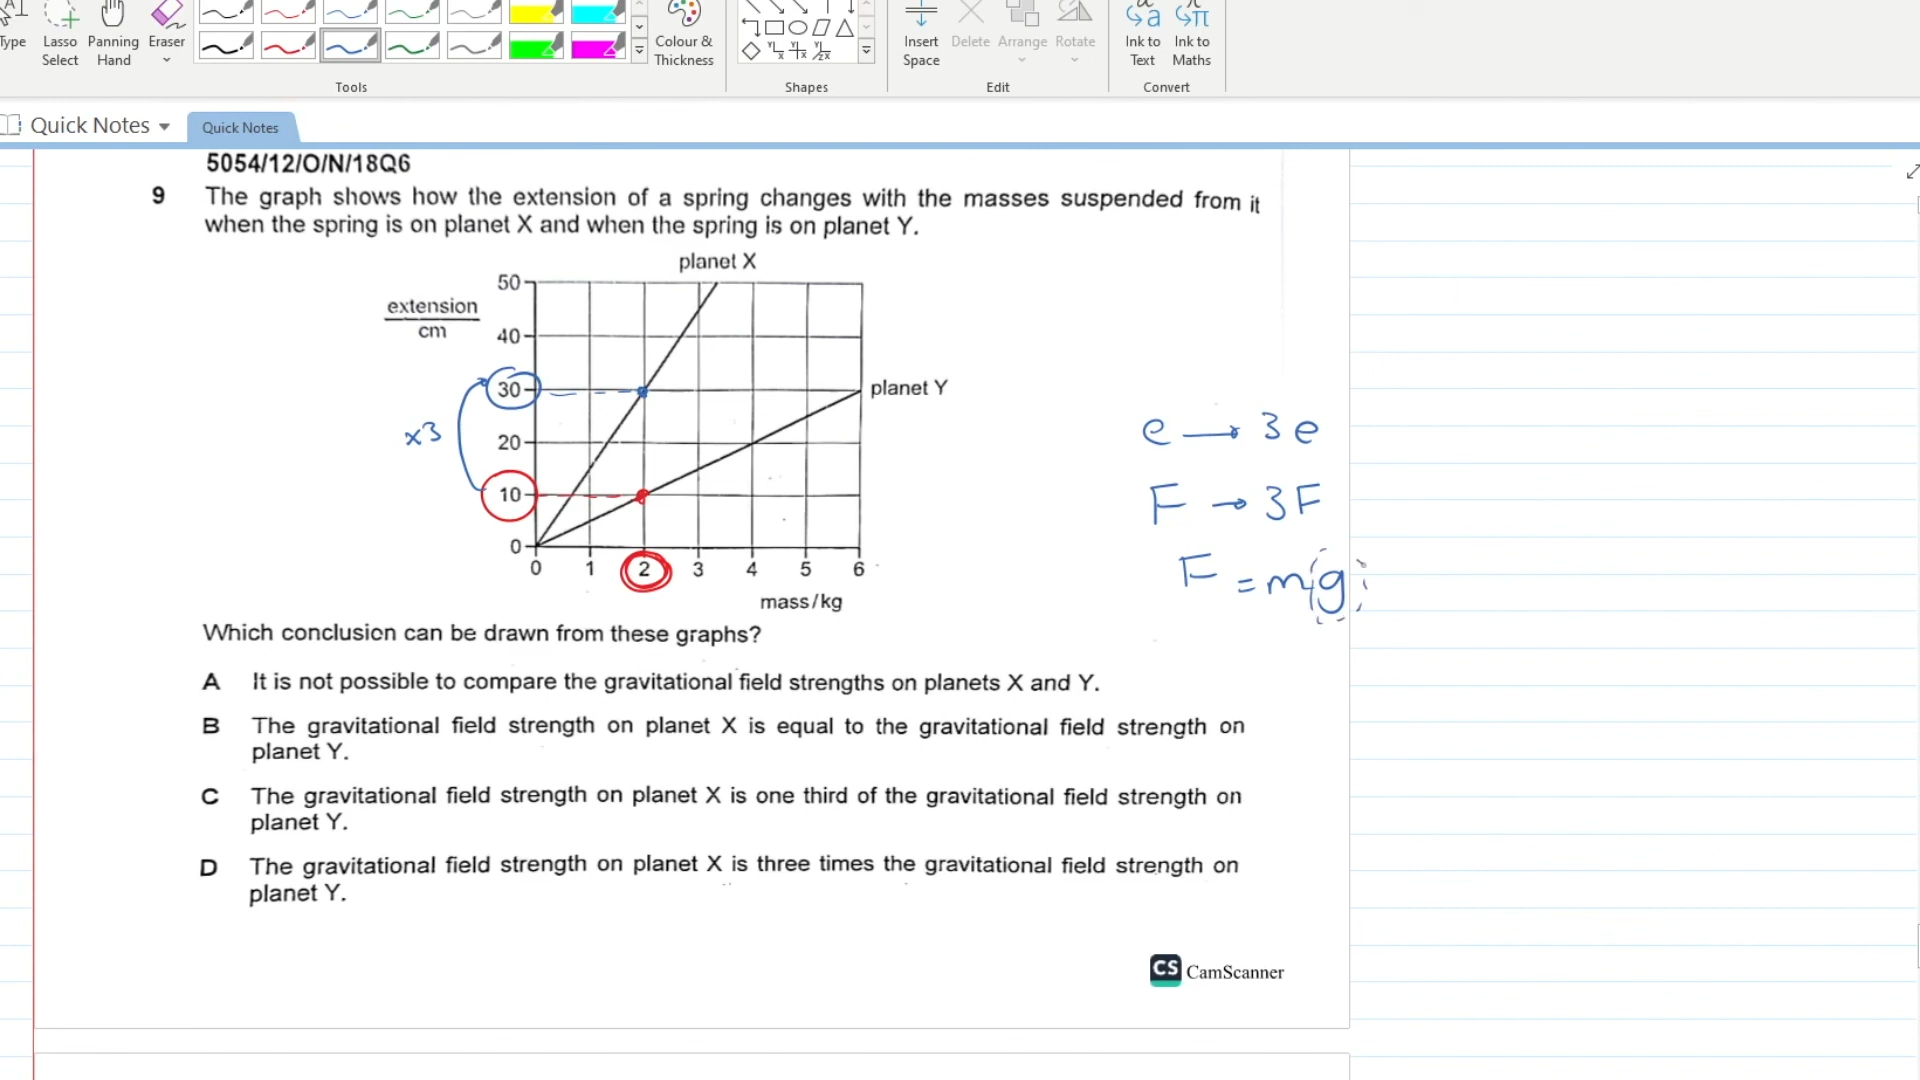 Type
Lasso
Select
Panning
Hand
Eraser
Colour &
Thickness
Insert
Space
Delete
Arrange
Rotate
Ink to
Text
Ink to
Maths
Tools
Shapes
Edit
Convert
Quick Notes
Quick Notes
5054/12/O/N/18Q6
9 The graph shows how the extension of a spring changes with the masses suspended from it
when the spring is on planet X and when the spring is on planet Y.
planet X
extension
cm
50
40
30
20
10
0
planet Y
×3
0 1 2 3 4 5 6
mass/kg
e → 3e
F → 3F
F = mg
Which conclusion can be drawn from these graphs?
A It is not possible to compare the gravitational field strengths on planets X and Y.
B The gravitational field strength on planet X is equal to the gravitational field strength on
planet Y.
C The gravitational field strength on planet X is one third of the gravitational field strength on
planet Y.
D The gravitational field strength on planet X is three times the gravitational field strength on
planet Y.
CS CamScanner